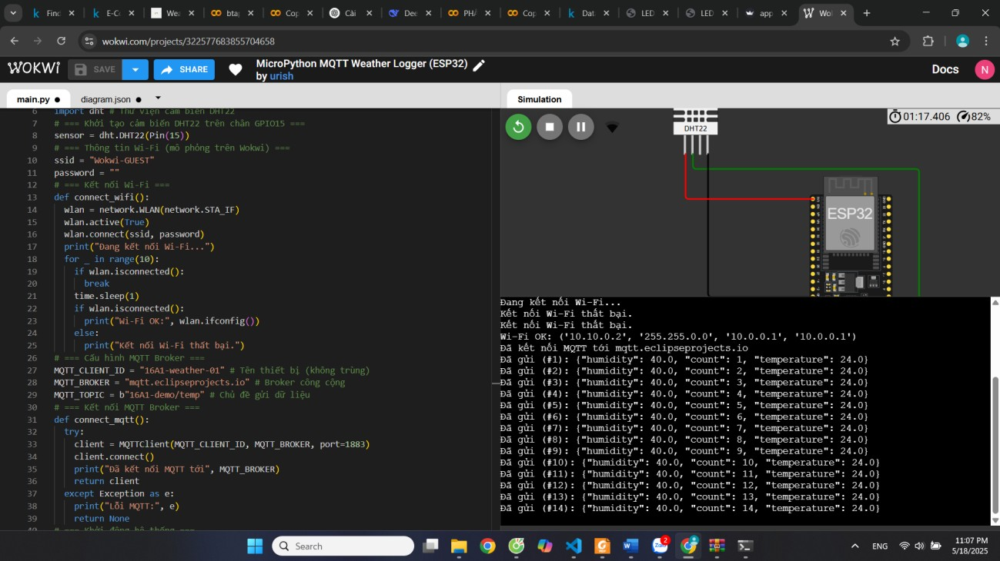 Find
E-C
Wea
btap
Cop
Cài
Dee
PHÂ
Cop
Dat
LED
LED
app
Wo
wokwi.com/projects/322577683855704658
WOKWI
SAVE
SHARE
MicroPython MQTT Weather Logger (ESP32)
by urish
Docs
N
main.py
diagram.json
Simulation
6 import dht # Thư viện cảm biến DHT22
7 # === Khởi tạo cảm biến DHT22 trên chân GPIO15 ===
8 sensor = dht.DHT22(Pin(15))
9 # === Thông tin Wi-Fi (mô phỏng trên Wokwi) ===
10 ssid = "Wokwi-GUEST"
11 password = ""
12 # === Kết nối Wi-Fi ===
13 def connect_wifi():
14 wlan = network.WLAN(network.STA_IF)
15 wlan.active(True)
16 wlan.connect(ssid, password)
17 print("Đang kết nối Wi-Fi...")
18 for _ in range(10):
19 if wlan.isconnected():
20 break
21 time.sleep(1)
22 if wlan.isconnected():
23 print("Wi-Fi OK:", wlan.ifconfig())
24 else:
25 print("Kết nối Wi-Fi thất bại.")
26 # === Cấu hình MQTT Broker ===
27 MQTT_CLIENT_ID = "16A1-weather-01" # Tên thiết bị (không trùng)
28 MQTT_BROKER = "mqtt.eclipseprojects.io" # Broker công cộng
29 MQTT_TOPIC = b"16A1-demo/temp" # Chủ đề gửi dữ liệu
30 # === Kết nối MQTT Broker ===
31 def connect_mqtt():
32 try:
33 client = MQTTClient(MQTT_CLIENT_ID, MQTT_BROKER, port=1883)
34 client.connect()
35 print("Đã kết nối MQTT tới", MQTT_BROKER)
36 return client
37 except Exception as e:
38 print("Lỗi MQTT:", e)
39 return None
40 # === Khởi động hệ thống ===
01:17.406
82%
DHT22
ESP32
Đang kết nối Wi-Fi...
Kết nối Wi-Fi thất bại.
Kết nối Wi-Fi thất bại.
Wi-Fi OK: ('10.10.0.2', '255.255.0.0', '10.0.0.1', '10.0.0.1')
Đã kết nối MQTT tới mqtt.eclipseprojects.io
Đã gửi (#1): {"humidity": 40.0, "count": 1, "temperature": 24.0}
Đã gửi (#2): {"humidity": 40.0, "count": 2, "temperature": 24.0}
Đã gửi (#3): {"humidity": 40.0, "count": 3, "temperature": 24.0}
Đã gửi (#4): {"humidity": 40.0, "count": 4, "temperature": 24.0}
Đã gửi (#5): {"humidity": 40.0, "count": 5, "temperature": 24.0}
Đã gửi (#6): {"humidity": 40.0, "count": 6, "temperature": 24.0}
Đã gửi (#7): {"humidity": 40.0, "count": 7, "temperature": 24.0}
Đã gửi (#8): {"humidity": 40.0, "count": 8, "temperature": 24.0}
Đã gửi (#9): {"humidity": 40.0, "count": 9, "temperature": 24.0}
Đã gửi (#10): {"humidity": 40.0, "count": 10, "temperature": 24.0}
Đã gửi (#11): {"humidity": 40.0, "count": 11, "temperature": 24.0}
Đã gửi (#12): {"humidity": 40.0, "count": 12, "temperature": 24.0}
Đã gửi (#13): {"humidity": 40.0, "count": 13, "temperature": 24.0}
Đã gửi (#14): {"humidity": 40.0, "count": 14, "temperature": 24.0}
Search
Zalo
2
ENG
11:07 PM
5/18/2025